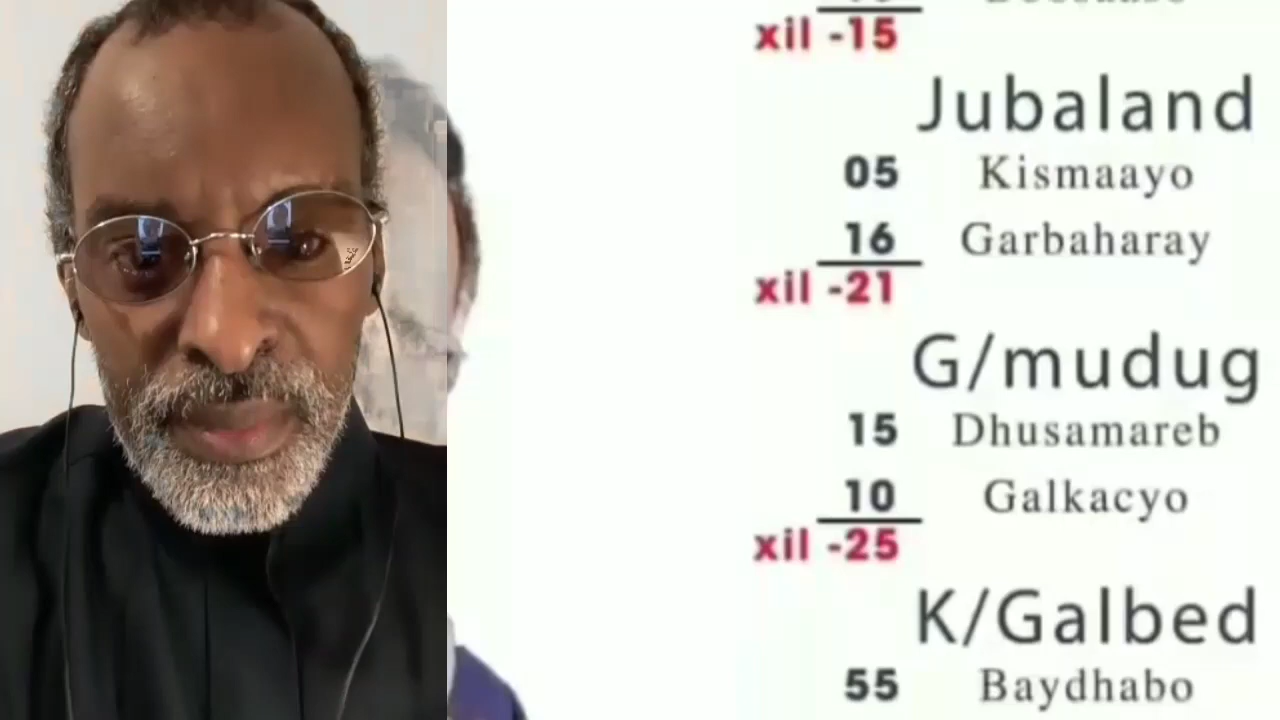 xil -15
Jubaland
05 Kismaayo
16 Garbaharay
xil -21
G/mudug
15 Dhusamareb
10 Galkacyo
xil -25
K/Galbed
55 Baydhabo